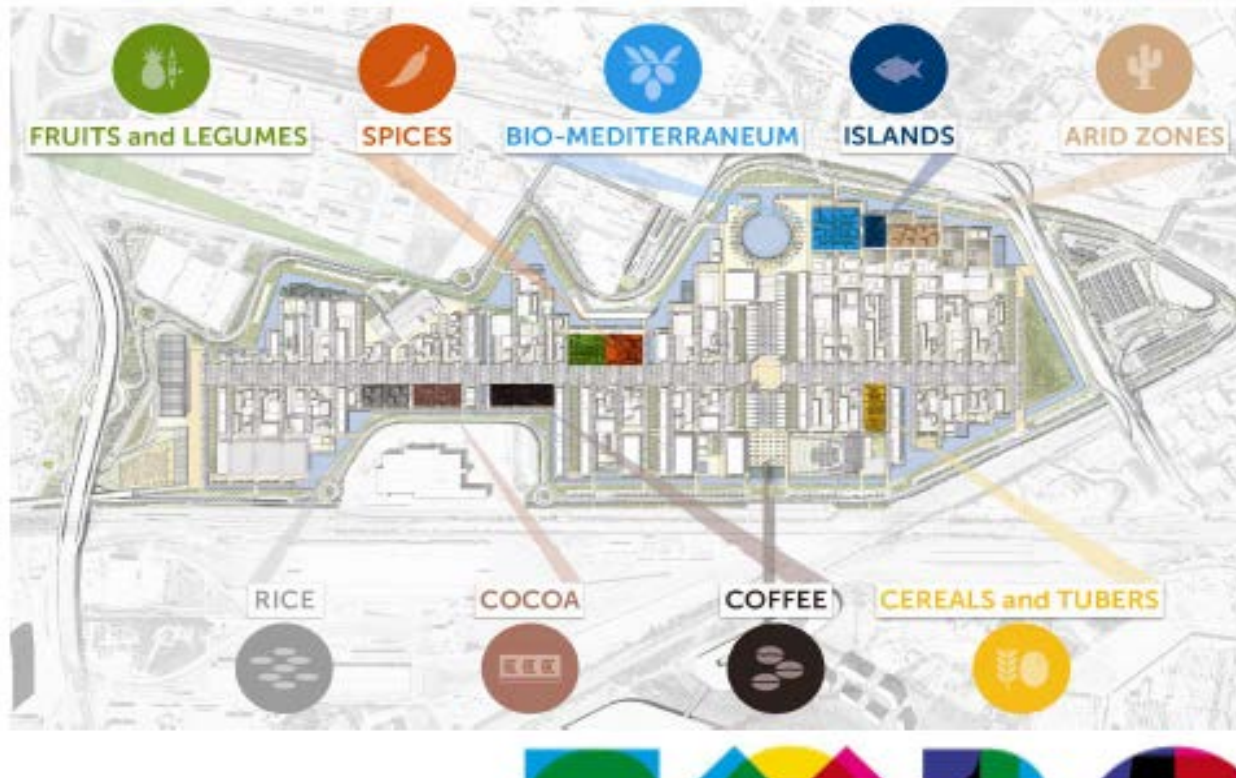 FRUITS and LEGUMES
SPICES
BIO-MEDITERRANEUM
ISLANDS
ARID ZONES
RICE
COCOA
COFFEE
CEREALS and TUBERS